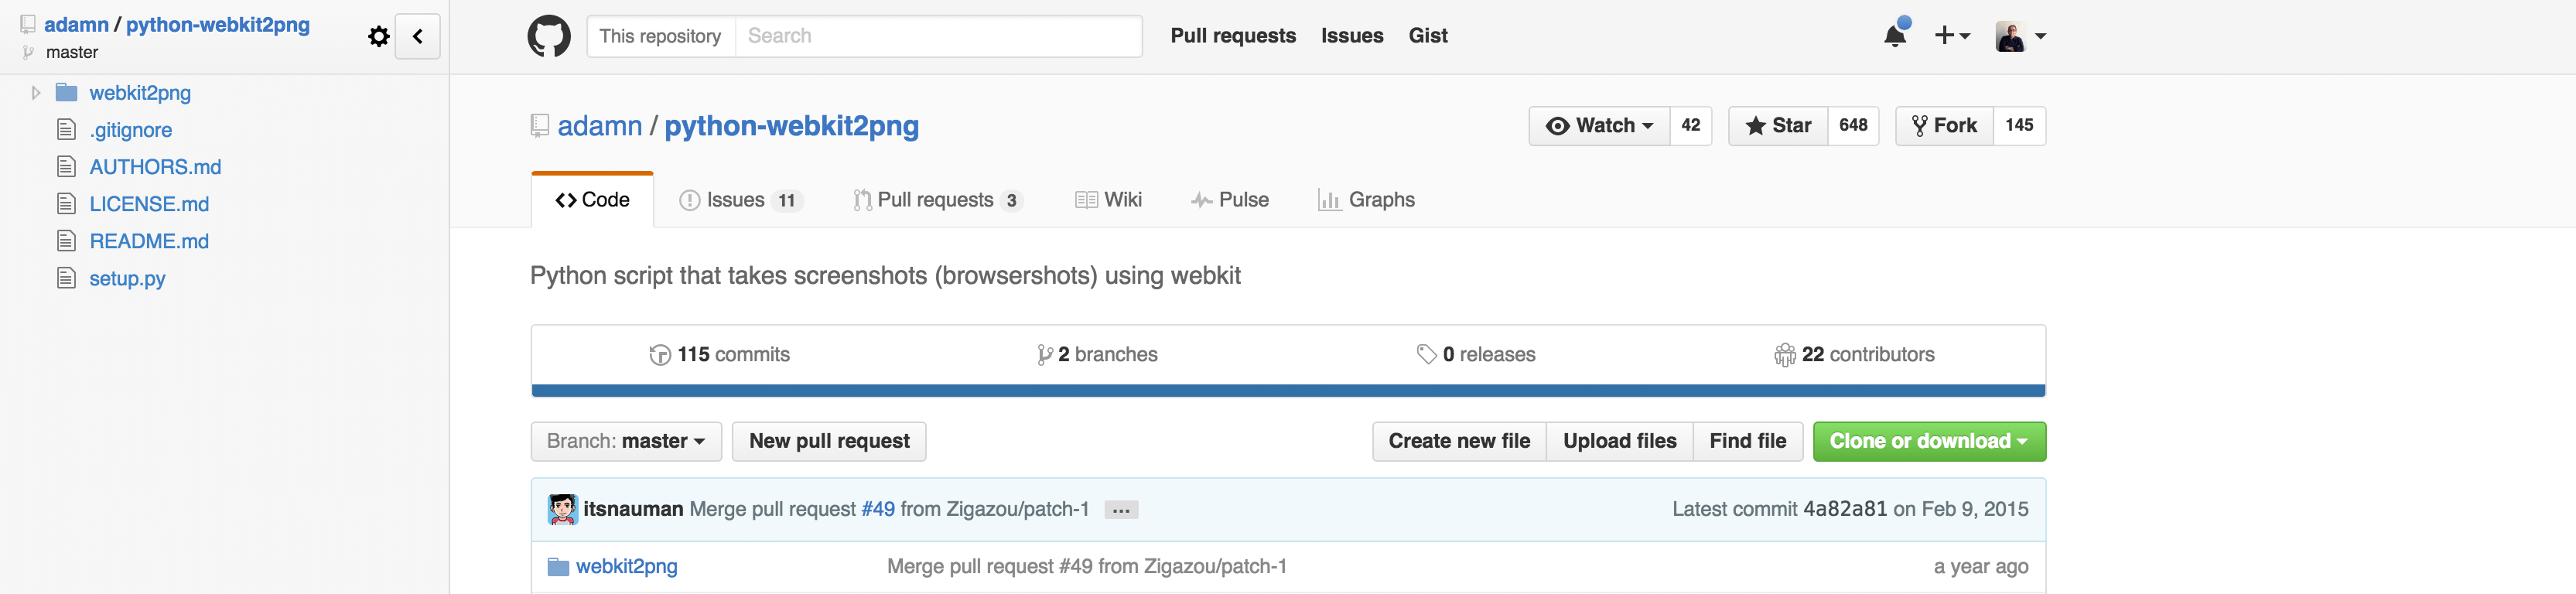 adamn / python-webkit2png
master
webkit2png
.gitignore
AUTHORS.md
LICENSE.md
README.md
setup.py
This repository Search Pull requests Issues Gist
adamn / python-webkit2png Watch 42 Star 648 Fork 145
Code Issues 11 Pull requests 3 Wiki Pulse Graphs
Python script that takes screenshots (browsershots) using webkit
115 commits 2 branches 0 releases 22 contributors
Branch: master New pull request Create new file Upload files Find file Clone or download
itsnauman Merge pull request #49 from Zigazou/patch-1 ... Latest commit 4a82a81 on Feb 9, 2015
webkit2png Merge pull request #49 from Zigazou/patch-1 a year ago